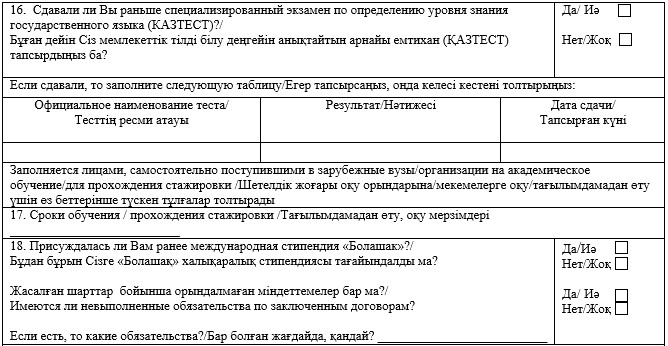 16. Сдавали ли Вы раньше специализированный экзамен по определению уровня знания
государственного языка (КАЗТЕСТ)?/
Бұған дейін Сіз мемлекеттік тілді білу деңгейін анықтайтын арнайы емтихан (ҚАЗТЕСТ)
тапсырдыңыз ба?
Да/ Иә
Нет/Жоқ
Если сдавали, то заполните следующую таблицу/Егер тапсырсаңыз, онда келесі кестені толтырыңыз:
Официальное наименование теста/
Тесттің ресми атауы
Результат/Нәтижесі
Дата сдачи/
Тапсырған күні
Заполняется лицами, самостоятельно поступившими в зарубежные вузы/организации на академическое
обучение/для прохождения стажировки /Шетелдік жоғары оқу орындарына/мекемелерге оқу/тағылымдамадан өту
үшін өз беттерінше түскен тұлғалар толтырады
17. Сроки обучения / прохождения стажировки /Тағылымдамадан өту, оқу мерзімдері
18. Присуждалась ли Вам ранее международная стипендия «Болашак»?/
Бұдан бұрын Сізге «Болашақ» халықаралық стипендиясы тағайындалды ма?
Да/Иә
Нет/Жоқ
Жасалған шарттар бойынша орындалмаған міндеттемелер бар ма?/
Имеются ли невыполненные обязательства по заключенным договорам?
Да/ Иә
Нет/Жоқ
Если есть, то какие обязательства?/Бар болған жағдайда, қандай?